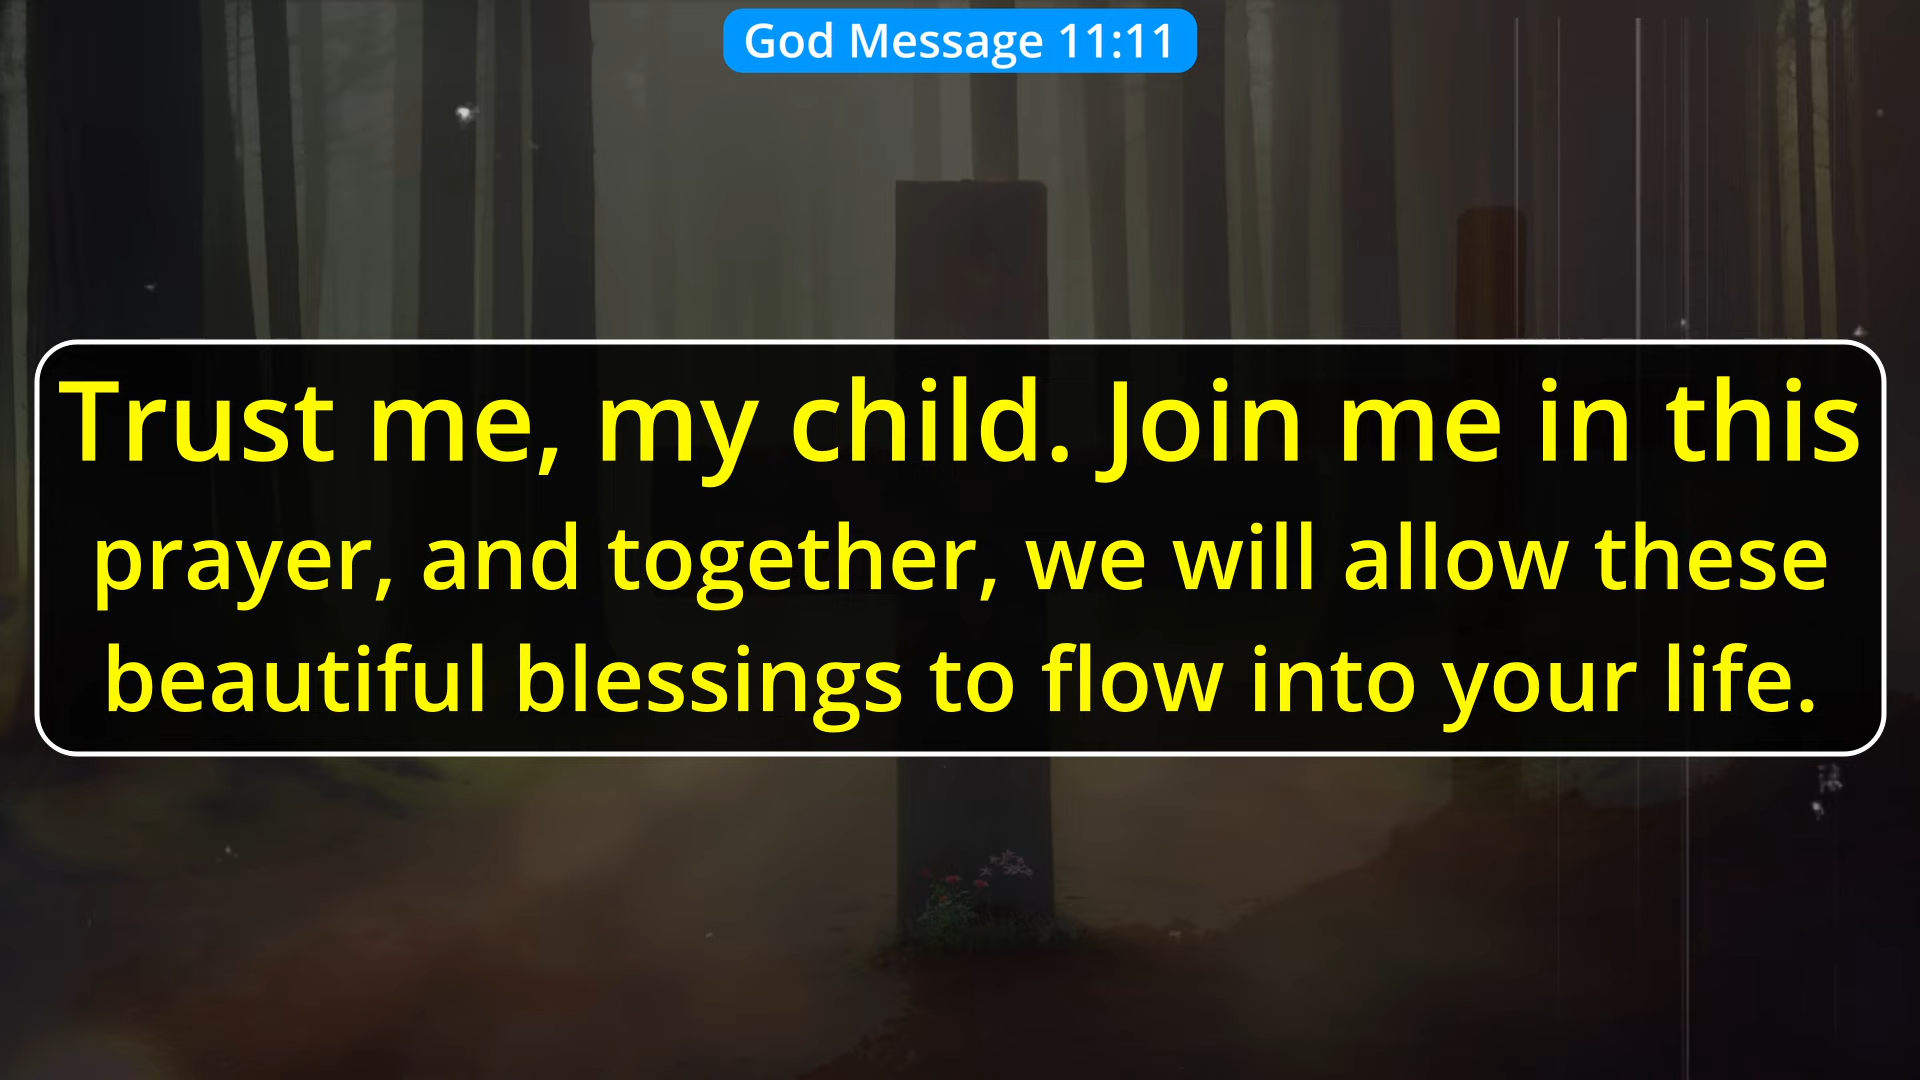 God Message 11:11
Trust me, my child. Join me in this
prayer, and together, we will allow these
beautiful blessings to flow into your life.